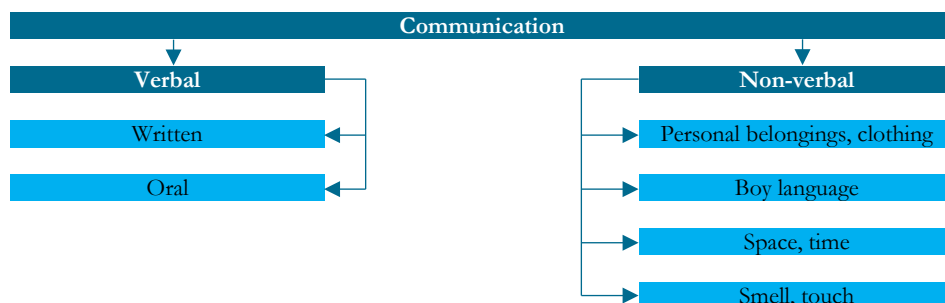 Communication
Verbal
Non-verbal
Written
Personal belongings, clothing
Oral
Boy language
Space, time
Smell, touch